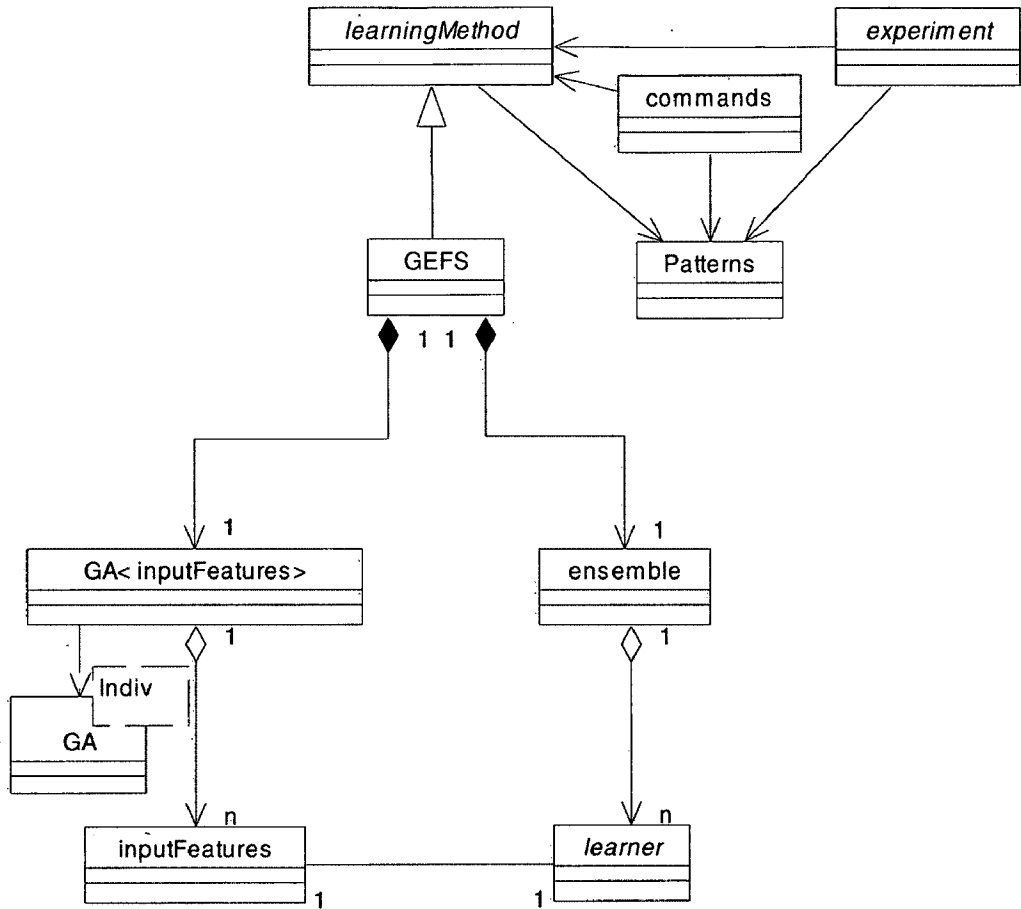 learningMethod
experiment
commands
GEFS
Patterns
1 1
1
1
GA<inputFeatures>
ensemble
1
1
Indiv
GA
n
n
inputFeatures
learner
1
1